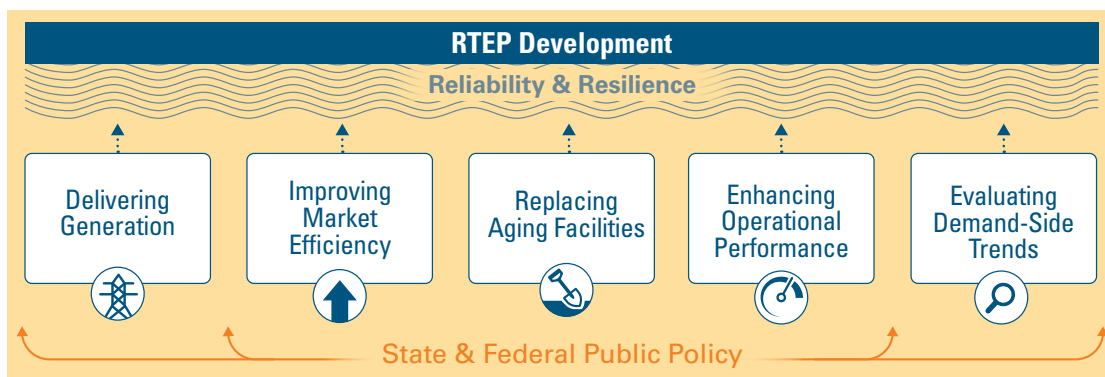 RTEP Development
Reliability & Resilience
Delivering
Generation
Improving
Market
Efficiency
Replacing
Aging Facilities
Enhancing
Operational
Performance
Evaluating
Demand-Side
Trends
State & Federal Public Policy